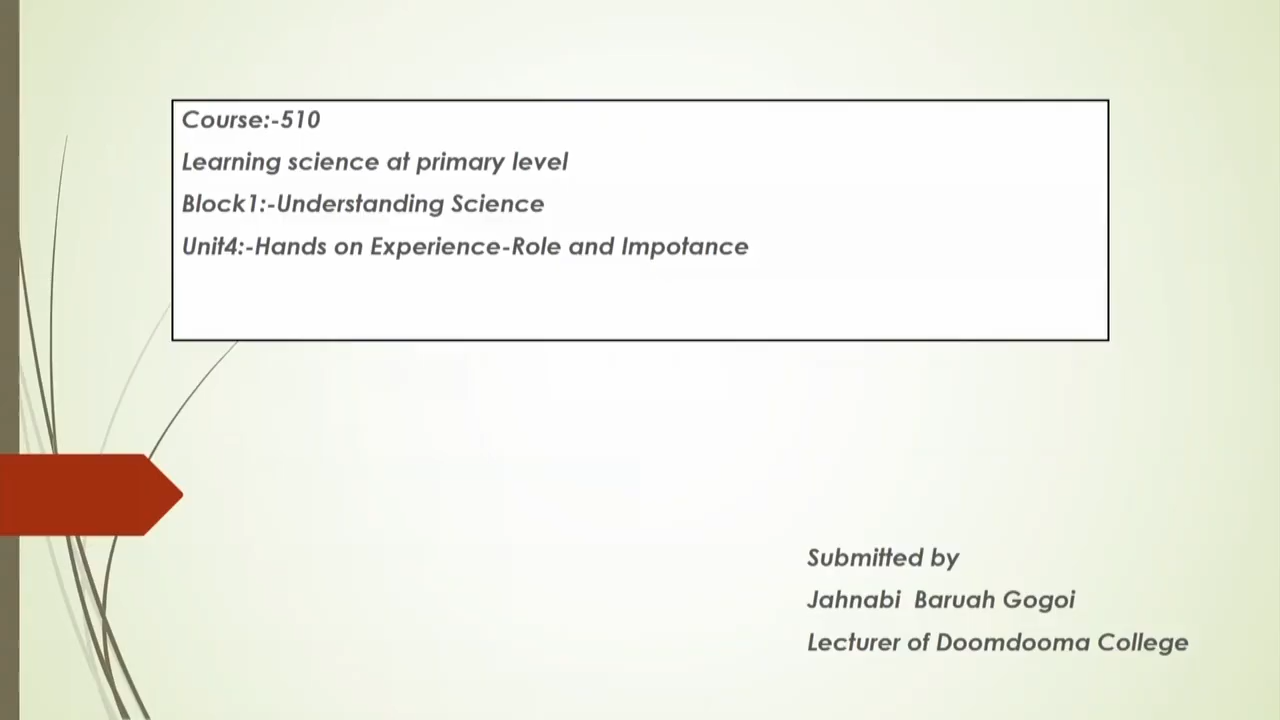 Course:-510
Learning science at primary level
Block1:-Understanding Science
Unit4:-Hands on Experience-Role and Impotance
Submitted by
Jahnabi Baruah Gogoi
Lecturer of Doomdooma College